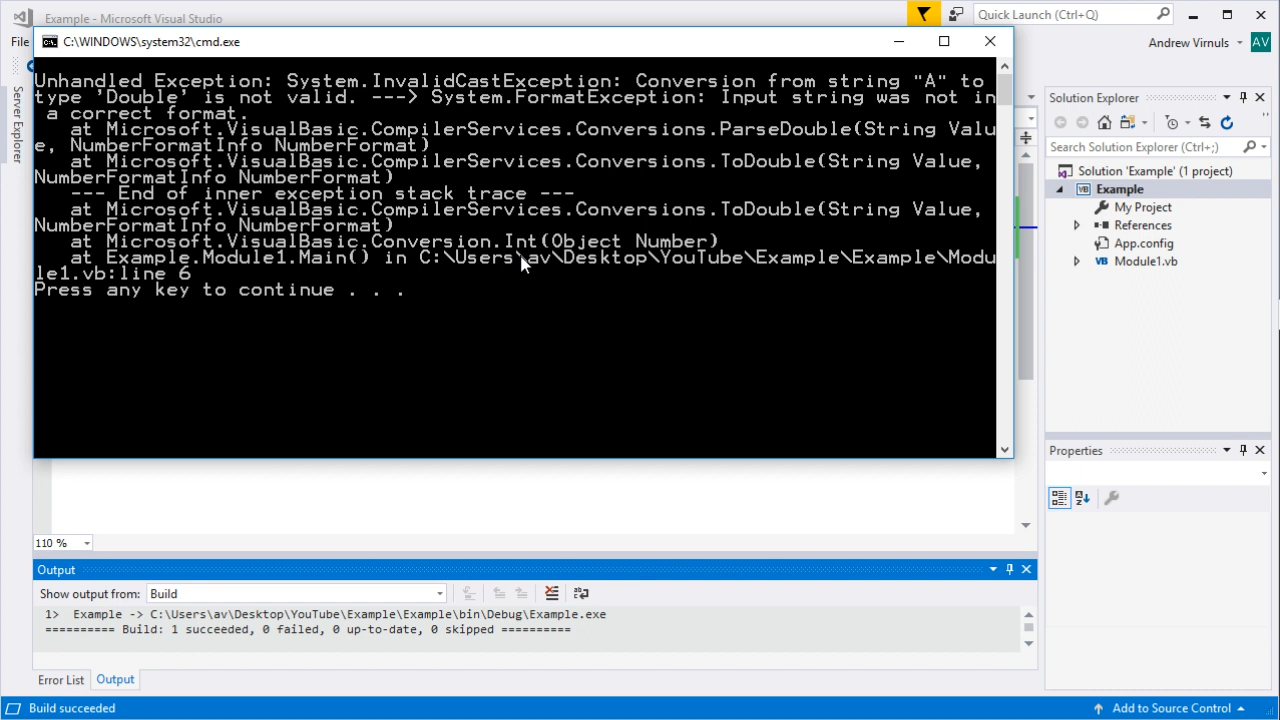 Example - Microsoft Visual Studio
Quick Launch (Ctrl+Q)
File
Andrew Virnuls
AV
C:\WINDOWS\system32\cmd.exe
Unhandled Exception: System.InvalidCastException: Conversion from string "A" to
type 'Double' is not valid. ---> System.FormatException: Input string was not in
a correct format.
at Microsoft.VisualBasic.CompilerServices.Conversions.ParseDouble(String Valu
e, NumberFormatInfo NumberFormat)
at Microsoft.VisualBasic.CompilerServices.Conversions.ToDouble(String Value,
NumberFormatInfo NumberFormat)
--- End of inner exception stack trace ---
at Microsoft.VisualBasic.CompilerServices.Conversions.ToDouble(String Value,
NumberFormatInfo NumberFormat)
at Microsoft.VisualBasic.Conversion.Int(Object Number)
at Example.Module1.Main() in C:\Users\av\Desktop\YouTube\Example\Example\Modu
le1.vb:line 6
Press any key to continue . . .
Server Explorer
Solution Explorer
Search Solution Explorer (Ctrl+;)
Solution 'Example' (1 project)
VB Example
My Project
References
App.config
VB Module1.vb
Properties
110 %
Output
Show output from: Build
1> Example -> C:\Users\av\Desktop\YouTube\Example\Example\bin\Debug\Example.exe
========== Build: 1 succeeded, 0 failed, 0 up-to-date, 0 skipped ==========
Error List
Output
Build succeeded
Add to Source Control